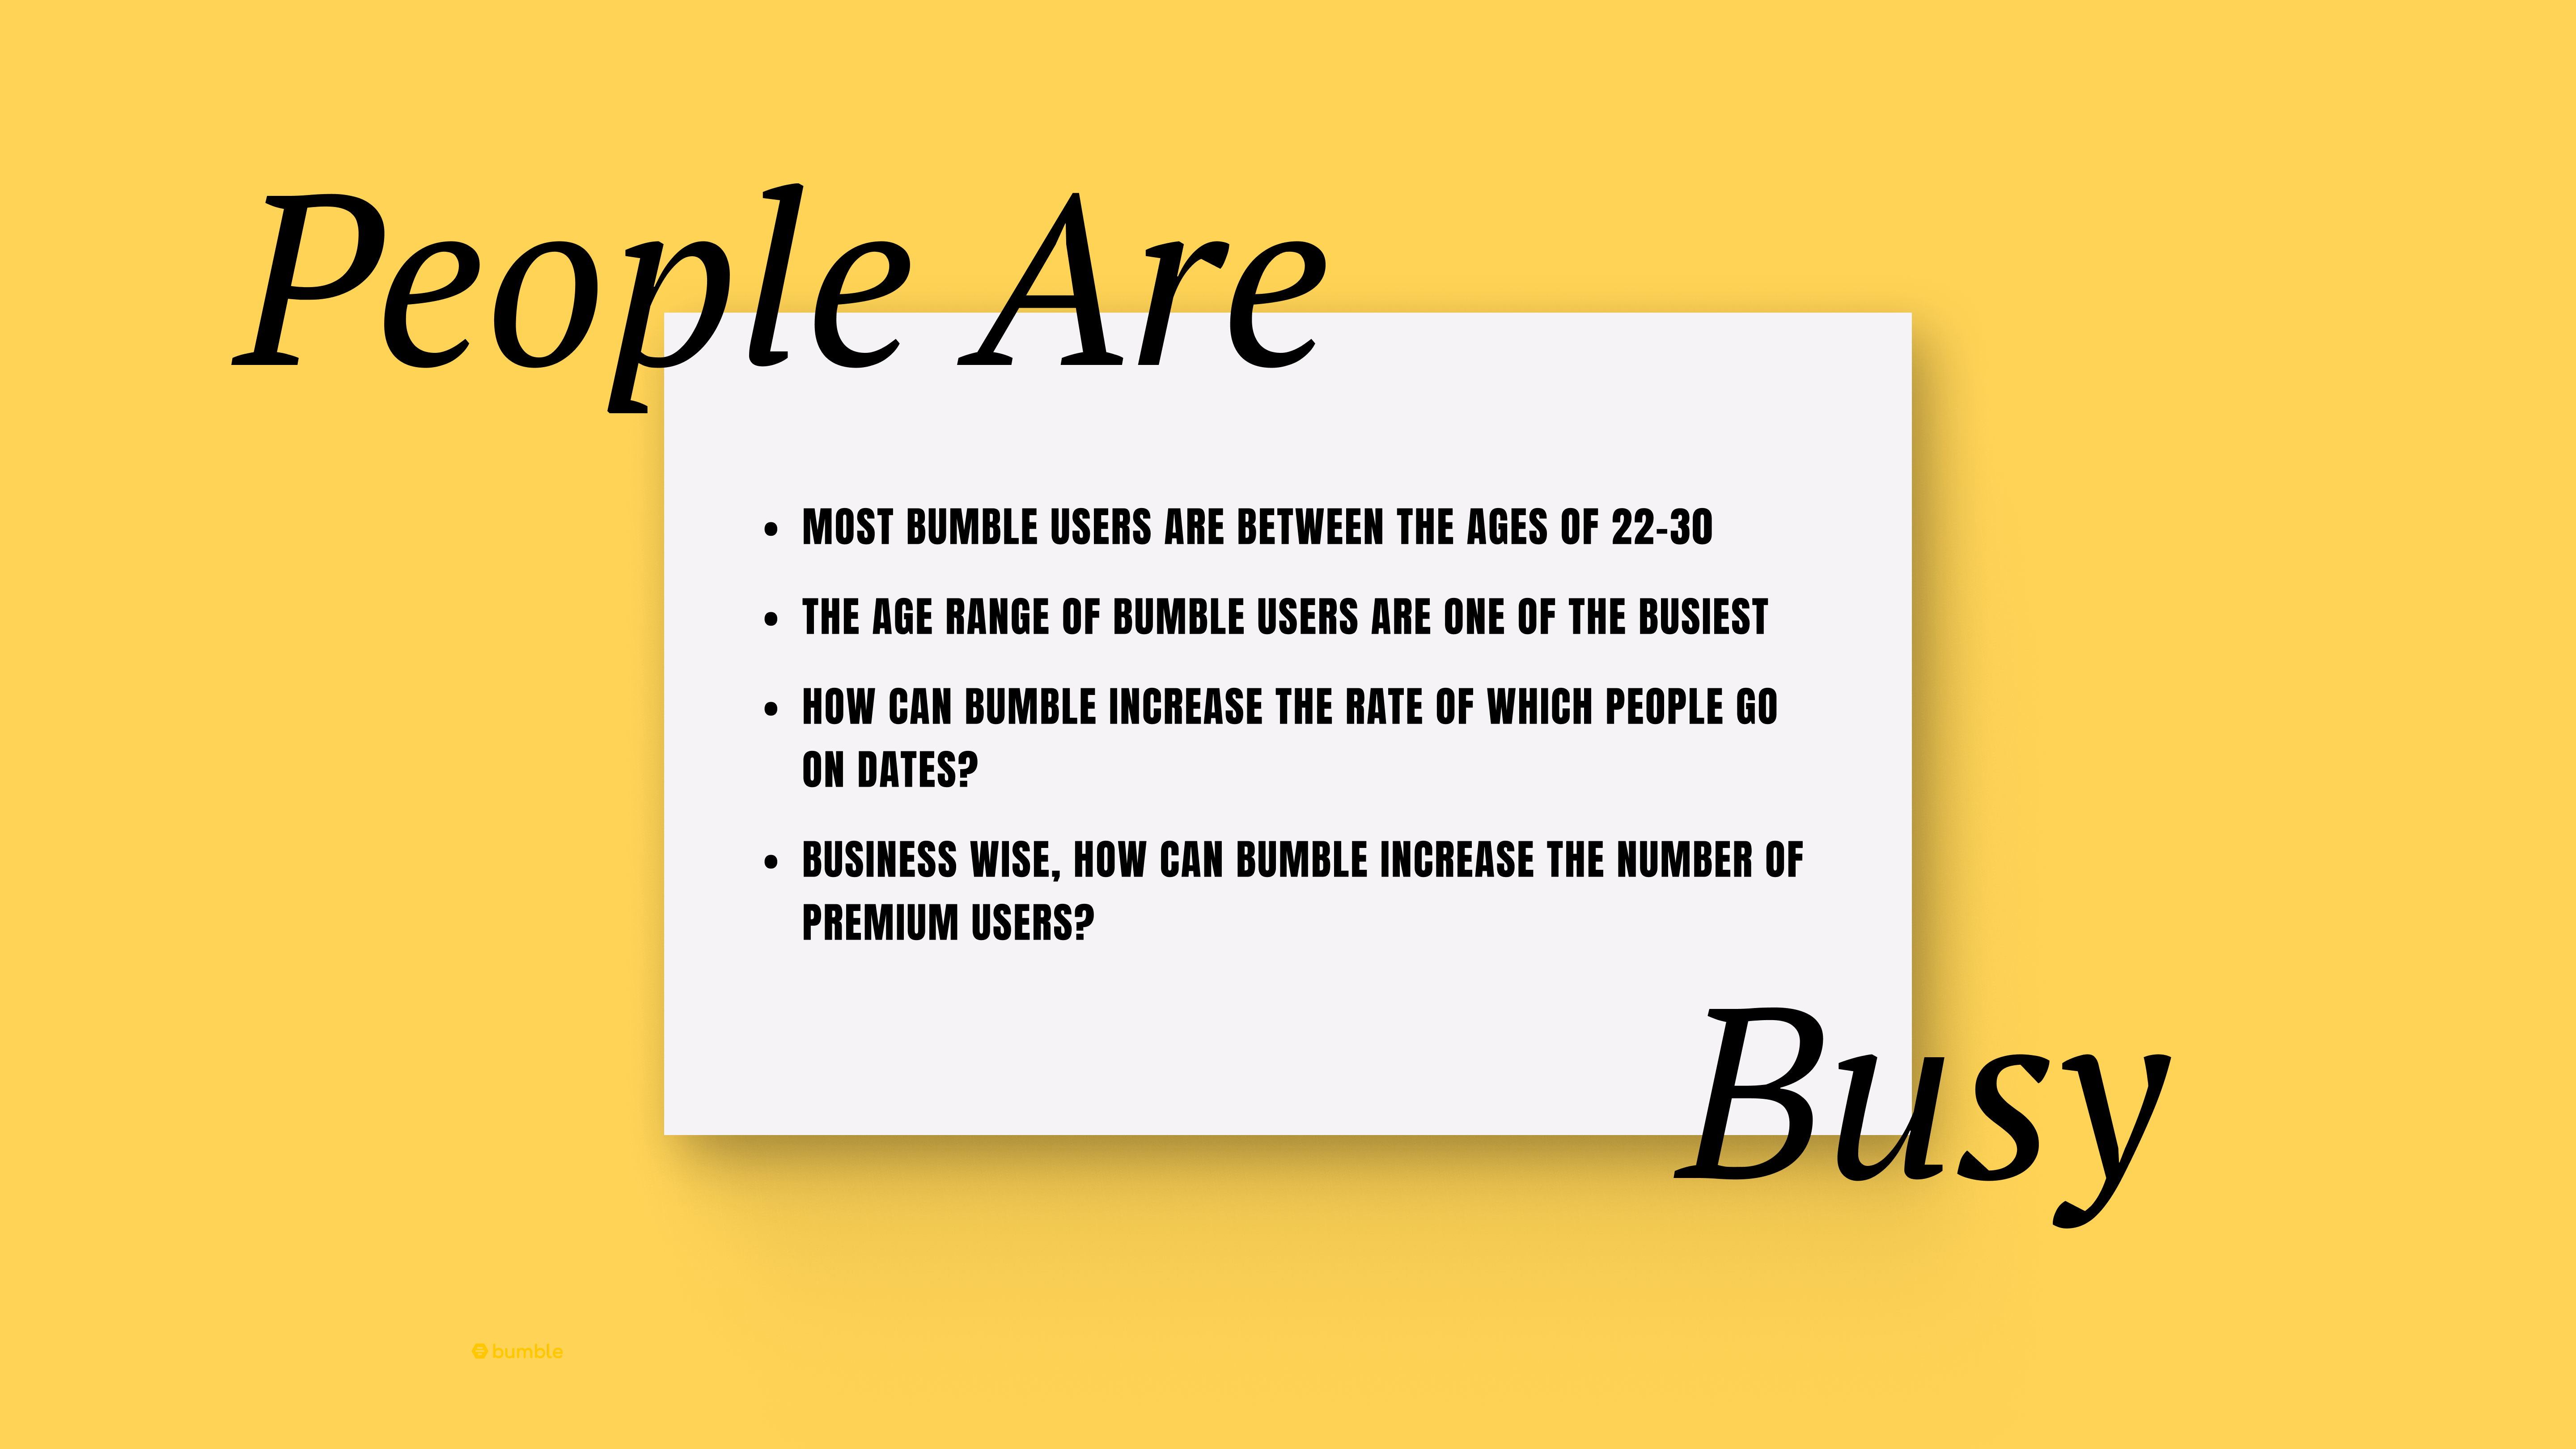 People Are
• MOST BUMBLE USERS ARE BETWEEN THE AGES OF 22-30
• THE AGE RANGE OF BUMBLE USERS ARE ONE OF THE BUSIEST
• HOW CAN BUMBLE INCREASE THE RATE OF WHICH PEOPLE GO
ON DATES?
• BUSINESS WISE, HOW CAN BUMBLE INCREASE THE NUMBER OF
PREMIUM USERS?
Busy
bumble